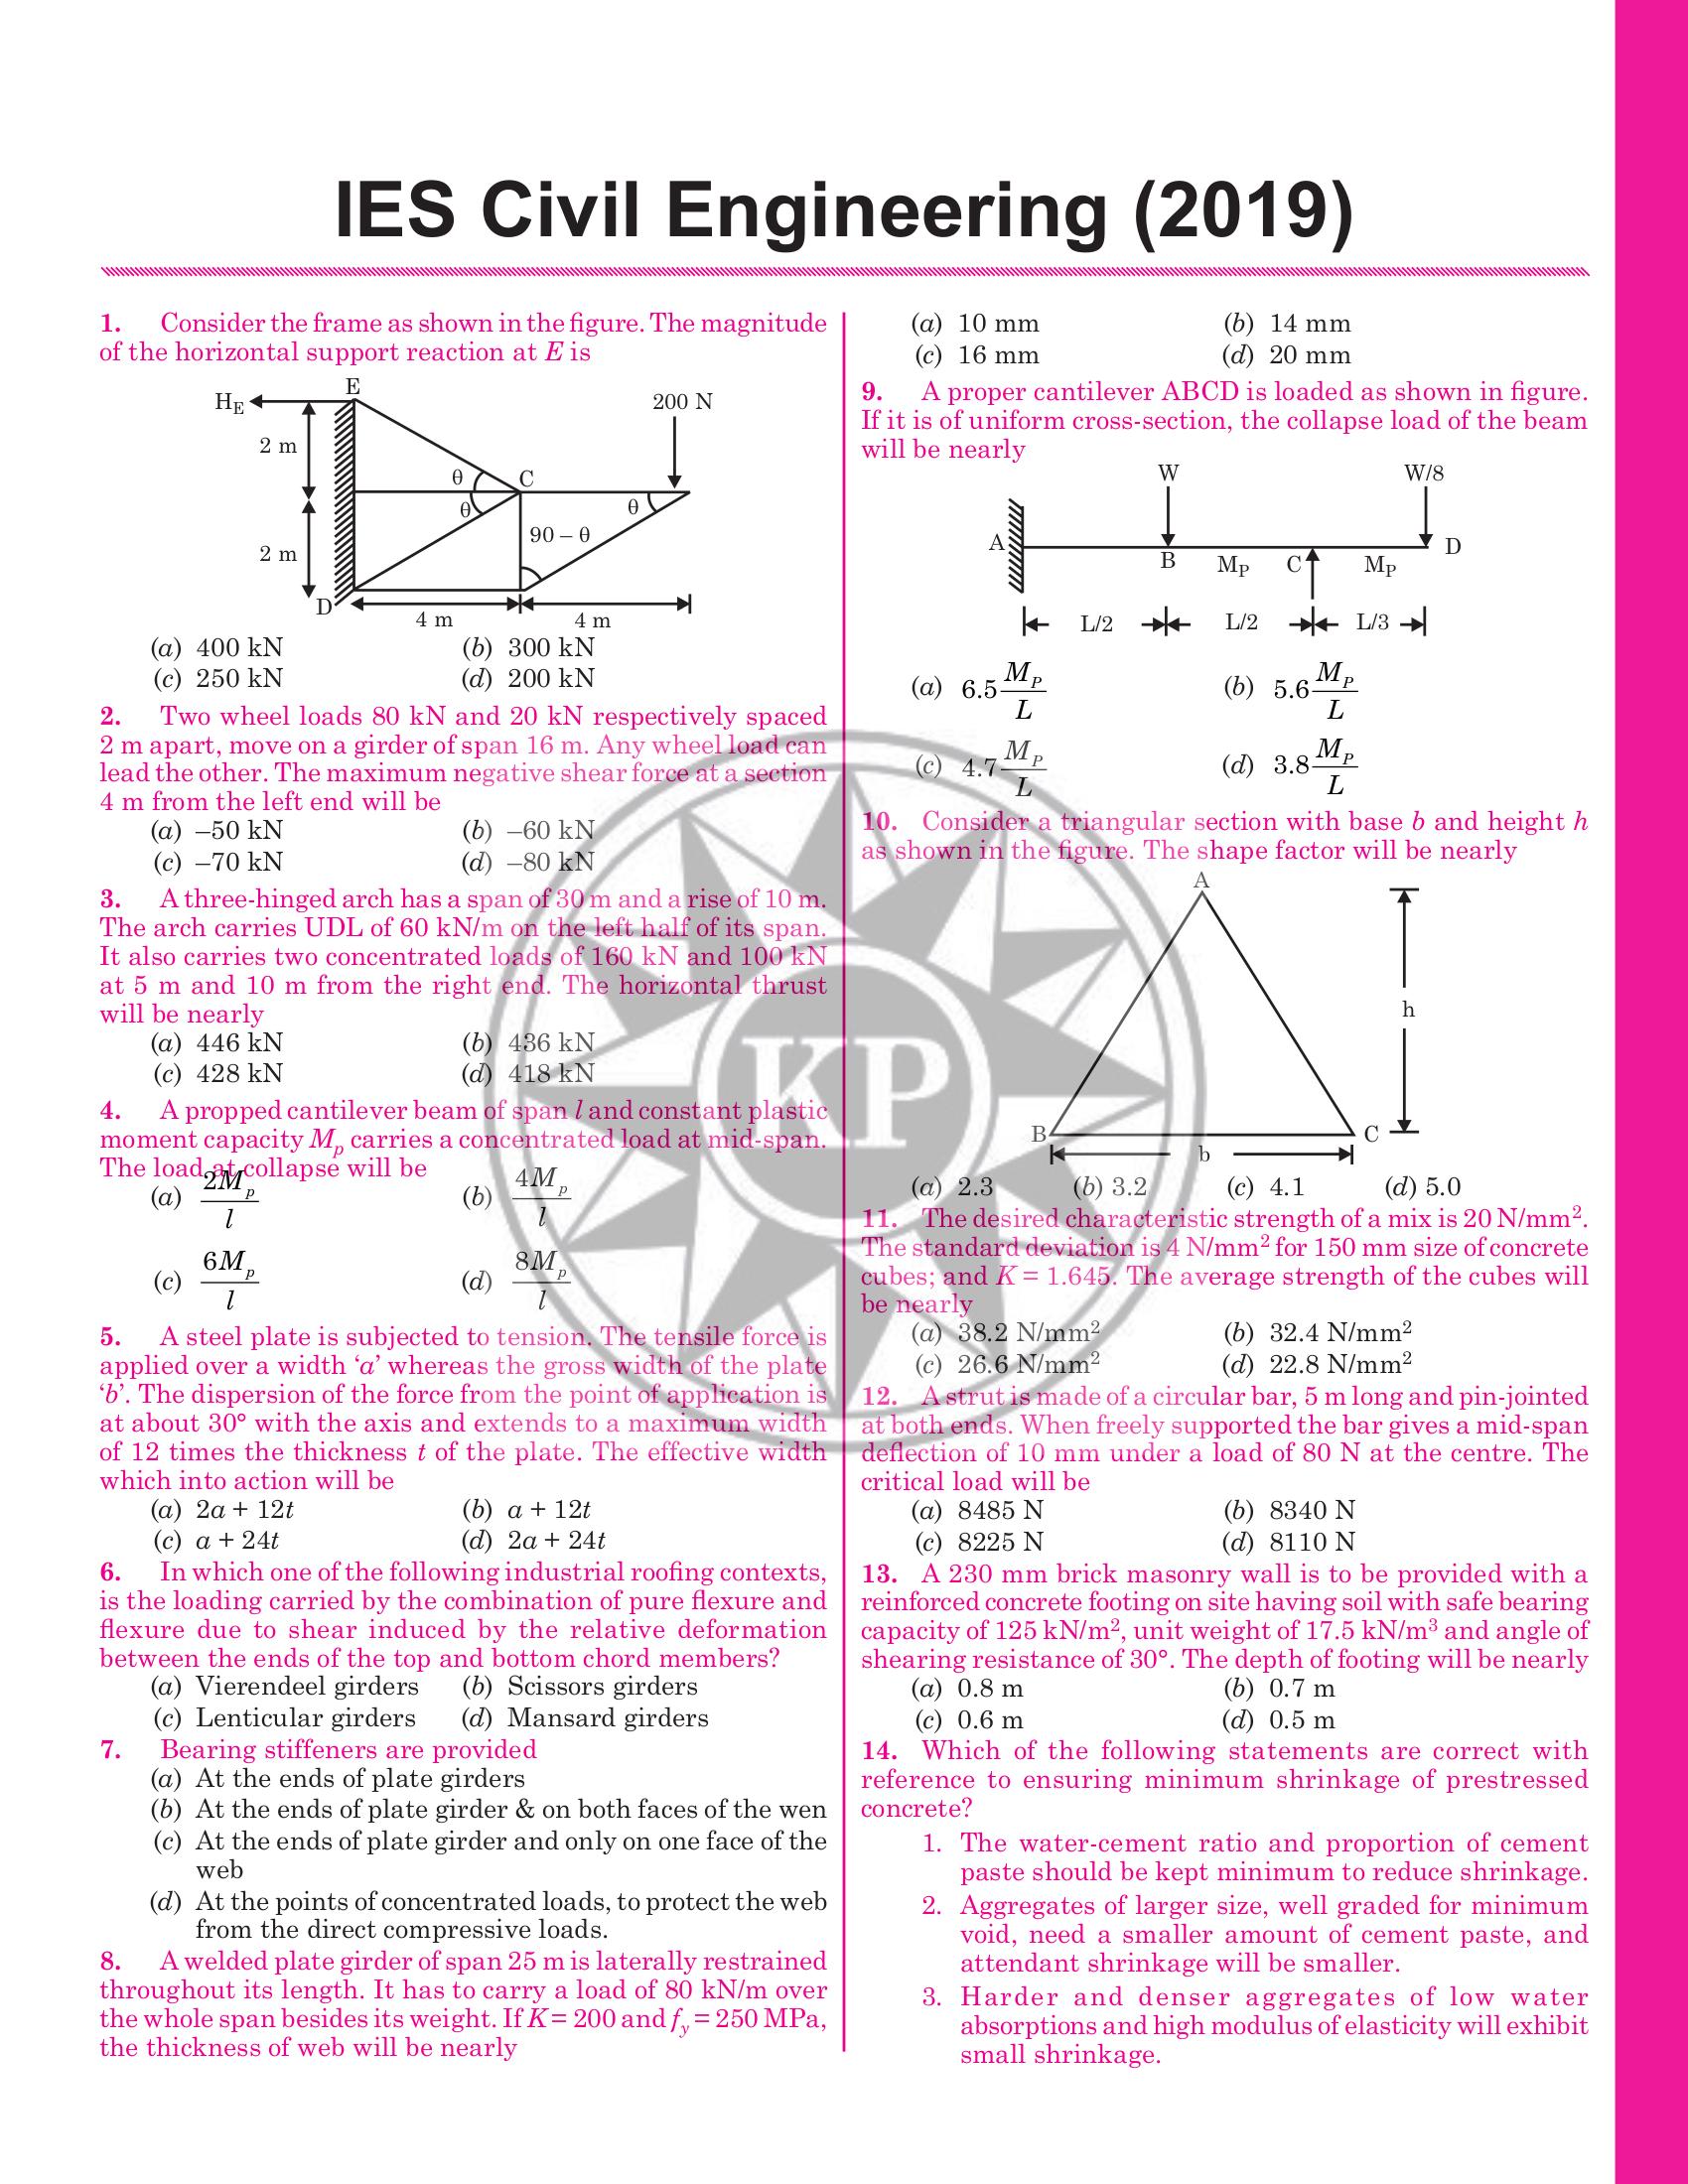 IES Civil Engineering (2019)
1. Consider the frame as shown in the figure. The magnitude
of the horizontal support reaction at E is
E
H_E
200 N
2 m
θ
C
θ
θ
90 – θ
2 m
D
4 m
4 m
(a) 400 kN (b) 300 kN
(c) 250 kN (d) 200 kN
2. Two wheel loads 80 kN and 20 kN respectively spaced
2 m apart, move on a girder of span 16 m. Any wheel load can
lead the other. The maximum negative shear force at a section
4 m from the left end will be
(a) –50 kN (b) –60 kN
(c) –70 kN (d) –80 kN
3. A three-hinged arch has a span of 30 m and a rise of 10 m.
The arch carries UDL of 60 kN/m on the left half of its span.
It also carries two concentrated loads of 160 kN and 100 kN
at 5 m and 10 m from the right end. The horizontal thrust
will be nearly
(a) 446 kN (b) 436 kN
(c) 428 kN (d) 418 kN
4. A propped cantilever beam of span l and constant plastic
moment capacity M_p carries a concentrated load at mid-span.
The load at collapse will be
(a) 2M_p/l (b) 4M_p/l
(c) 6M_p/l (d) 8M_p/l
5. A steel plate is subjected to tension. The tensile force is
applied over a width ‘a’ whereas the gross width of the plate
‘b’. The dispersion of the force from the point of application is
at about 30° with the axis and extends to a maximum width
of 12 times the thickness t of the plate. The effective width
which into action will be
(a) 2a + 12t (b) a + 12t
(c) a + 24t (d) 2a + 24t
6. In which one of the following industrial roofing contexts,
is the loading carried by the combination of pure flexure and
flexure due to shear induced by the relative deformation
between the ends of the top and bottom chord members?
(a) Vierendeel girders (b) Scissors girders
(c) Lenticular girders (d) Mansard girders
7. Bearing stiffeners are provided
(a) At the ends of plate girders
(b) At the ends of plate girder & on both faces of the wen
(c) At the ends of plate girder and only on one face of the
web
(d) At the points of concentrated loads, to protect the web
from the direct compressive loads.
8. A welded plate girder of span 25 m is laterally restrained
throughout its length. It has to carry a load of 80 kN/m over
the whole span besides its weight. If K = 200 and f_y = 250 MPa,
the thickness of web will be nearly
(a) 10 mm (b) 14 mm
(c) 16 mm (d) 20 mm
9. A proper cantilever ABCD is loaded as shown in figure.
If it is of uniform cross-section, the collapse load of the beam
will be nearly
W W/8
A B M_P C M_P D
L/2 L/2 L/3
(a) 6.5 M_P/L (b) 5.6 M_P/L
(c) 4.7 M_P/L (d) 3.8 M_P/L
10. Consider a triangular section with base b and height h
as shown in the figure. The shape factor will be nearly
A
h
B C
b
(a) 2.3 (b) 3.2 (c) 4.1 (d) 5.0
11. The desired characteristic strength of a mix is 20 N/mm².
The standard deviation is 4 N/mm² for 150 mm size of concrete
cubes; and K = 1.645. The average strength of the cubes will
be nearly
(a) 38.2 N/mm² (b) 32.4 N/mm²
(c) 26.6 N/mm² (d) 22.8 N/mm²
12. A strut is made of a circular bar, 5 m long and pin-jointed
at both ends. When freely supported the bar gives a mid-span
deflection of 10 mm under a load of 80 N at the centre. The
critical load will be
(a) 8485 N (b) 8340 N
(c) 8225 N (d) 8110 N
13. A 230 mm brick masonry wall is to be provided with a
reinforced concrete footing on site having soil with safe bearing
capacity of 125 kN/m², unit weight of 17.5 kN/m³ and angle of
shearing resistance of 30°. The depth of footing will be nearly
(a) 0.8 m (b) 0.7 m
(c) 0.6 m (d) 0.5 m
14. Which of the following statements are correct with
reference to ensuring minimum shrinkage of prestressed
concrete?
1. The water-cement ratio and proportion of cement
paste should be kept minimum to reduce shrinkage.
2. Aggregates of larger size, well graded for minimum
void, need a smaller amount of cement paste, and
attendant shrinkage will be smaller.
3. Harder and denser aggregates of low water
absorptions and high modulus of elasticity will exhibit
small shrinkage.
KP